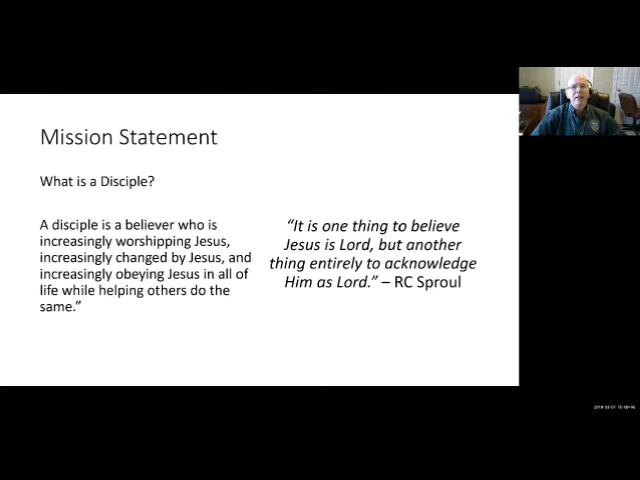 Mission Statement
What is a Disciple?
A disciple is a believer who is
increasingly worshipping Jesus,
increasingly changed by Jesus, and
increasingly obeying Jesus in all of
life while helping others do the
same.”
“It is one thing to believe
Jesus is Lord, but another
thing entirely to acknowledge
Him as Lord.” – RC Sproul